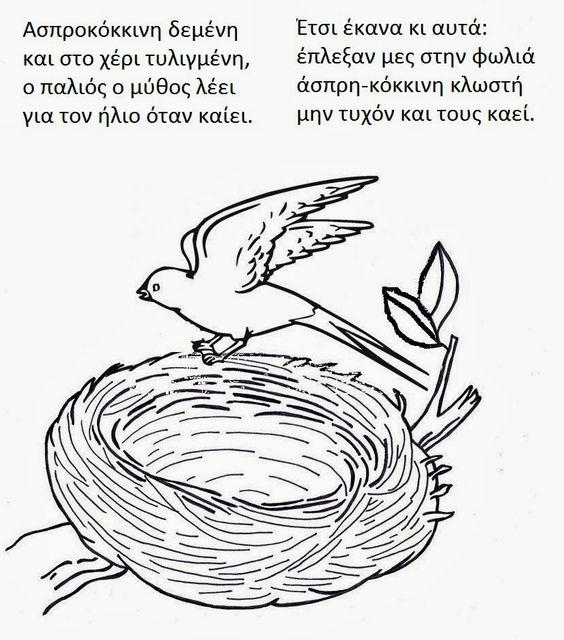 Ασπροκόκκινη δεμένη
και στο χέρι τυλιγμένη,
ο παλιός ο μύθος λέει
για τον ήλιο όταν καίει.
Έτσι έκανα κι αυτά:
έπλεξαν μες στην φωλιά
άσπρη-κόκκινη κλωστή
μην τυχόν και τους καεί.